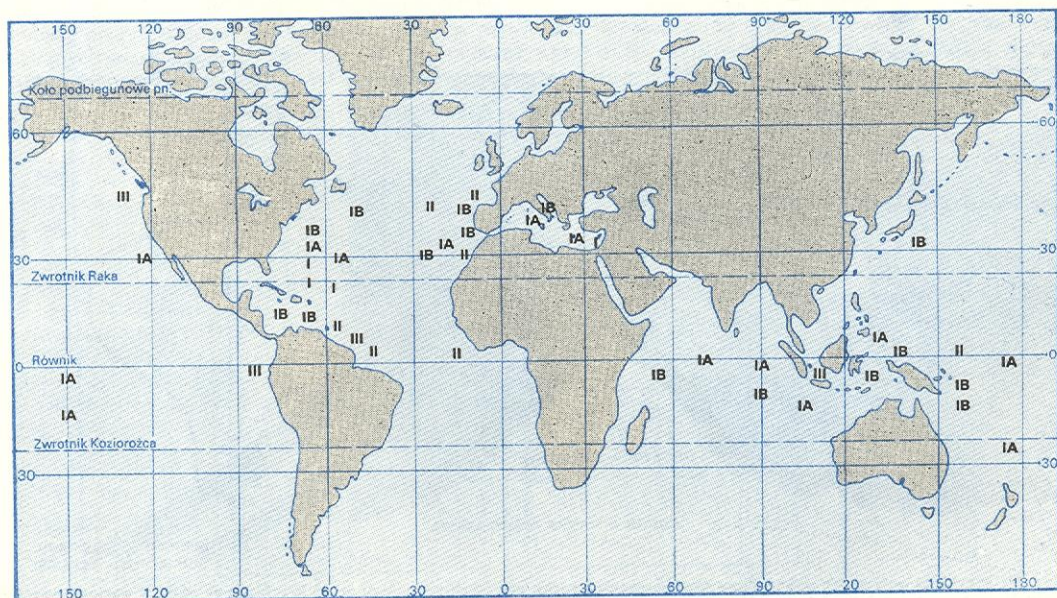 150 120 90 60 30 0 30 60 90 120 150 180
Koło podbiegunowe pn.
60 60
III II
II IB IB IB
IA
IB IB IA I IB
IA IA
30 IA IA IB II 30
I
Zwrotnik Raka
I I
IB IB
II
IB IA
II II IB II
Równik
0 IA IA IA 0
III IB III IB
IA IB
IB
IA IB
IA
Zwrotnik Koziorożca
IA
30 30
150 120 90 60 30 0 30 60 90 120 150 180